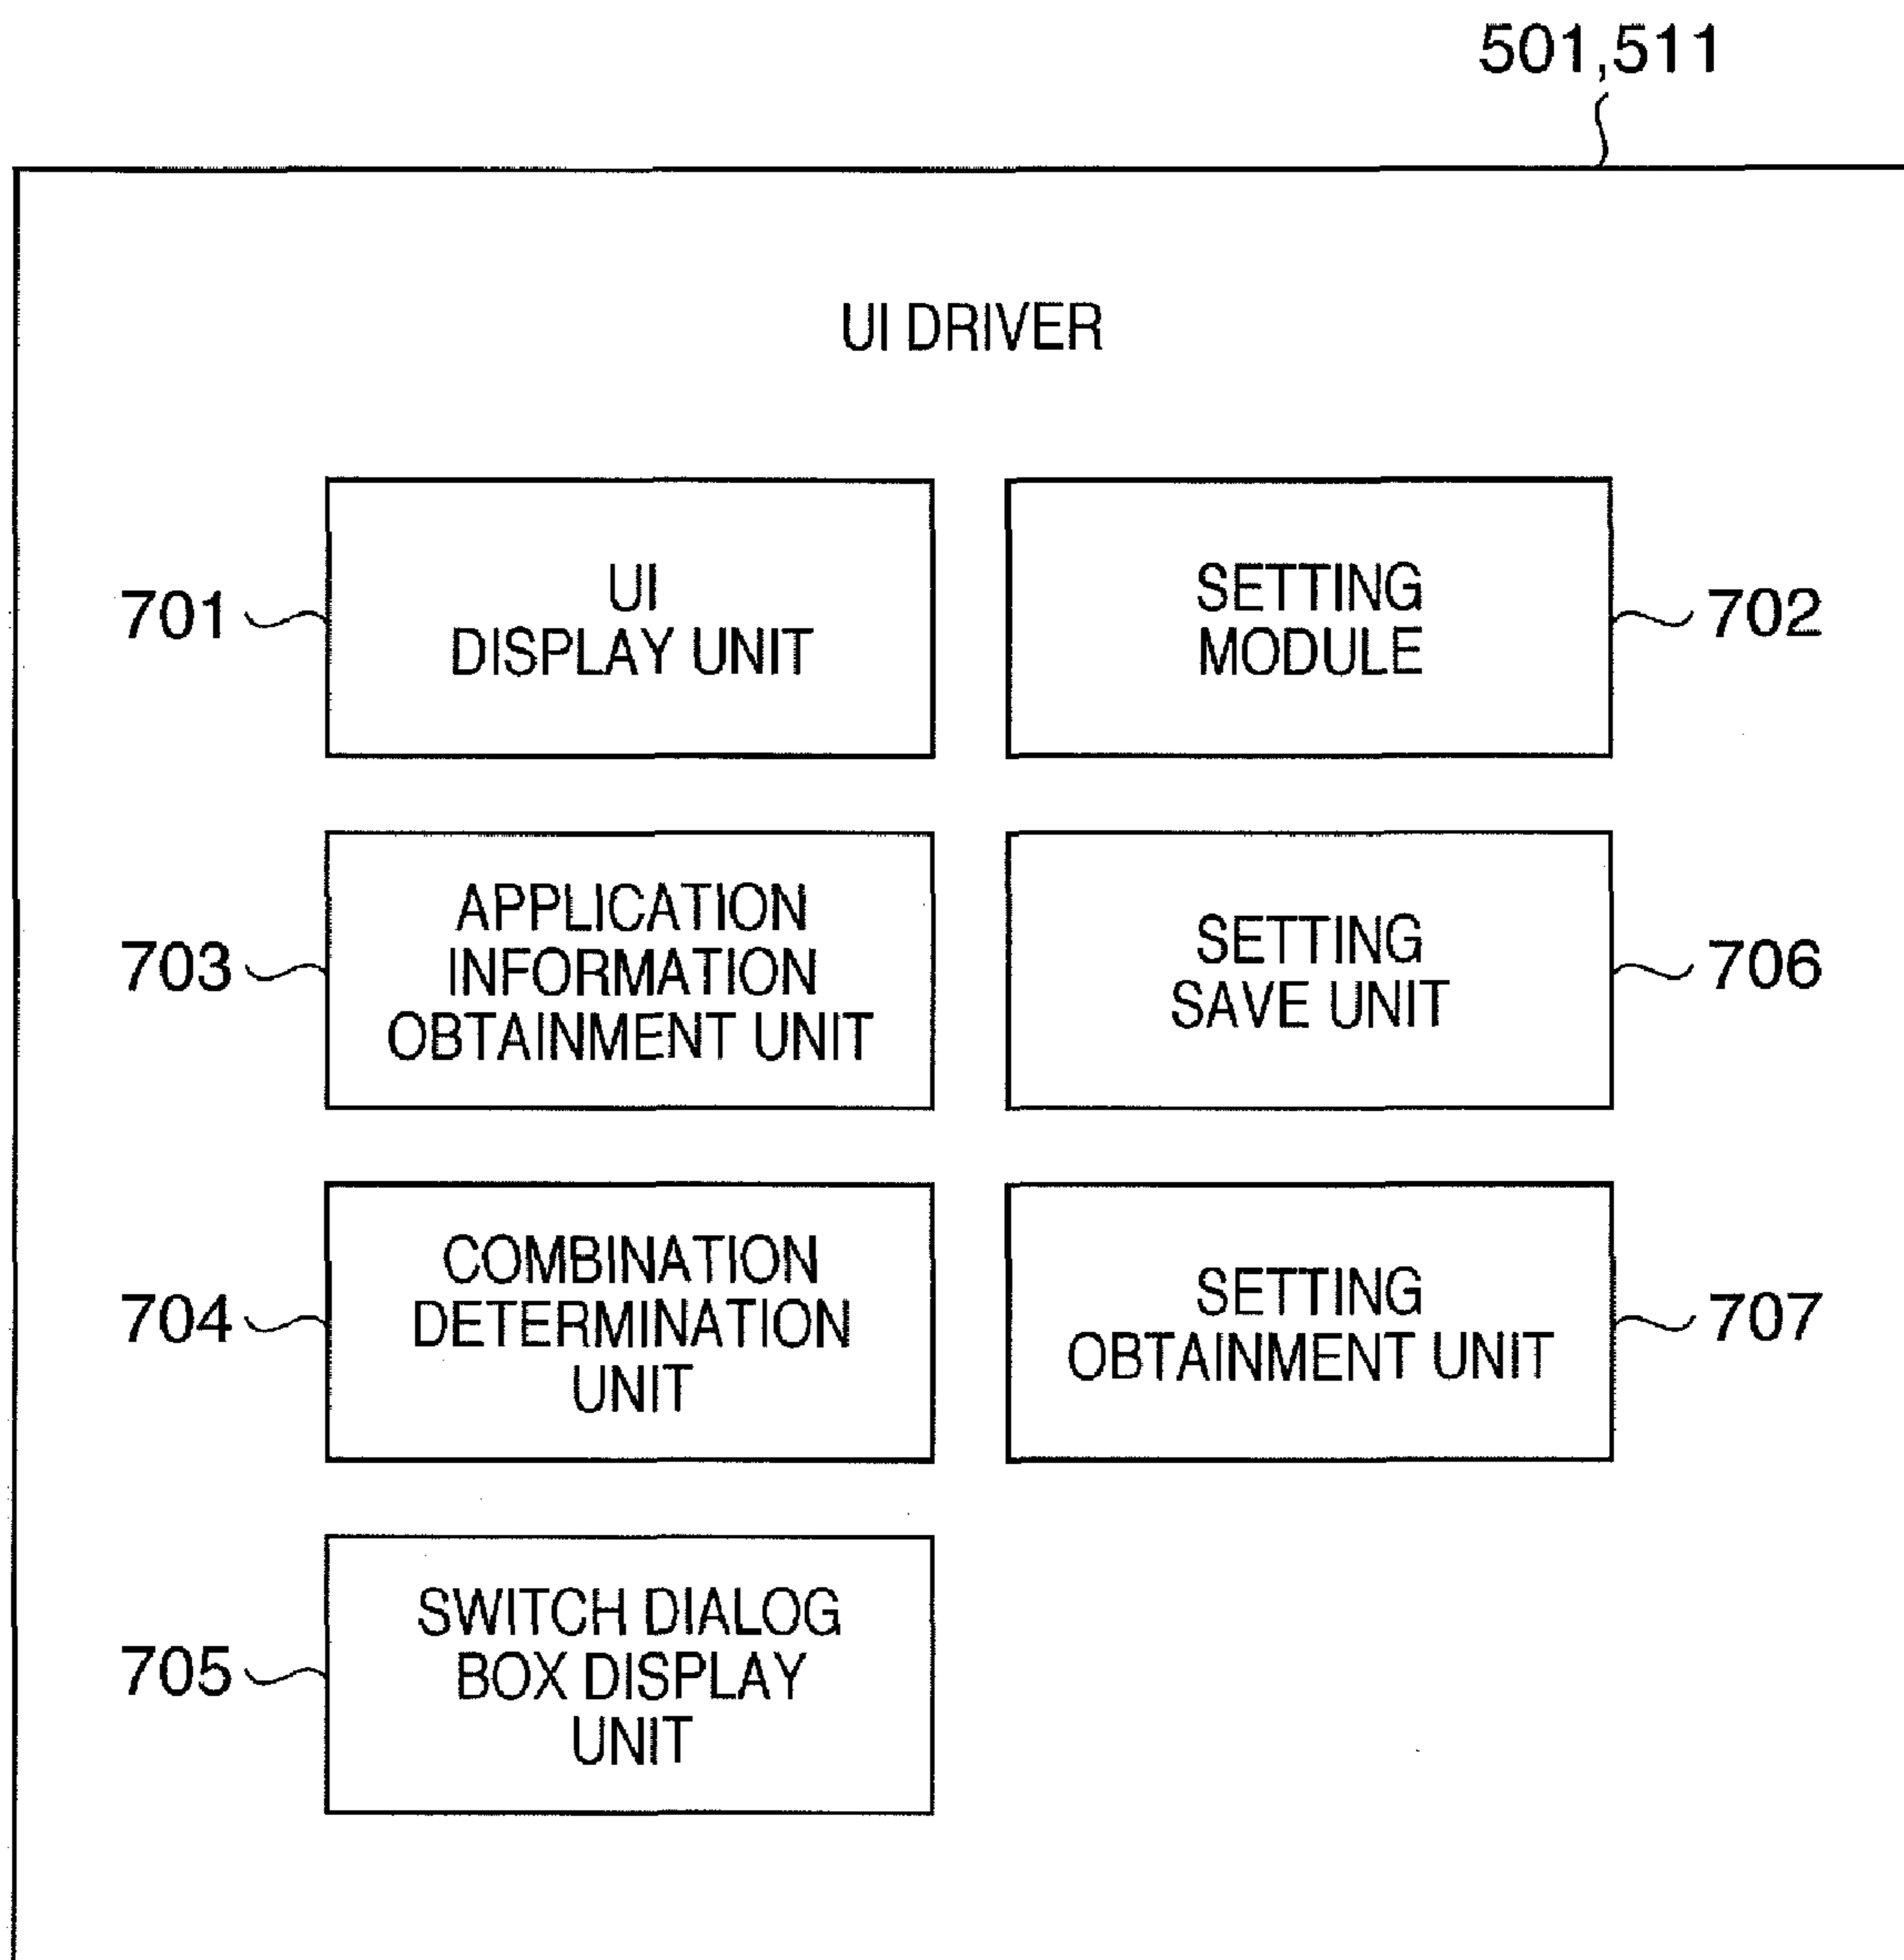 501,511
UI DRIVER
701
UI
DISPLAY UNIT
SETTING
MODULE
702
703
APPLICATION
INFORMATION
OBTAINMENT UNIT
SETTING
SAVE UNIT
706
704
COMBINATION
DETERMINATION
UNIT
SETTING
OBTAINMENT UNIT
707
705
SWITCH DIALOG
BOX DISPLAY
UNIT